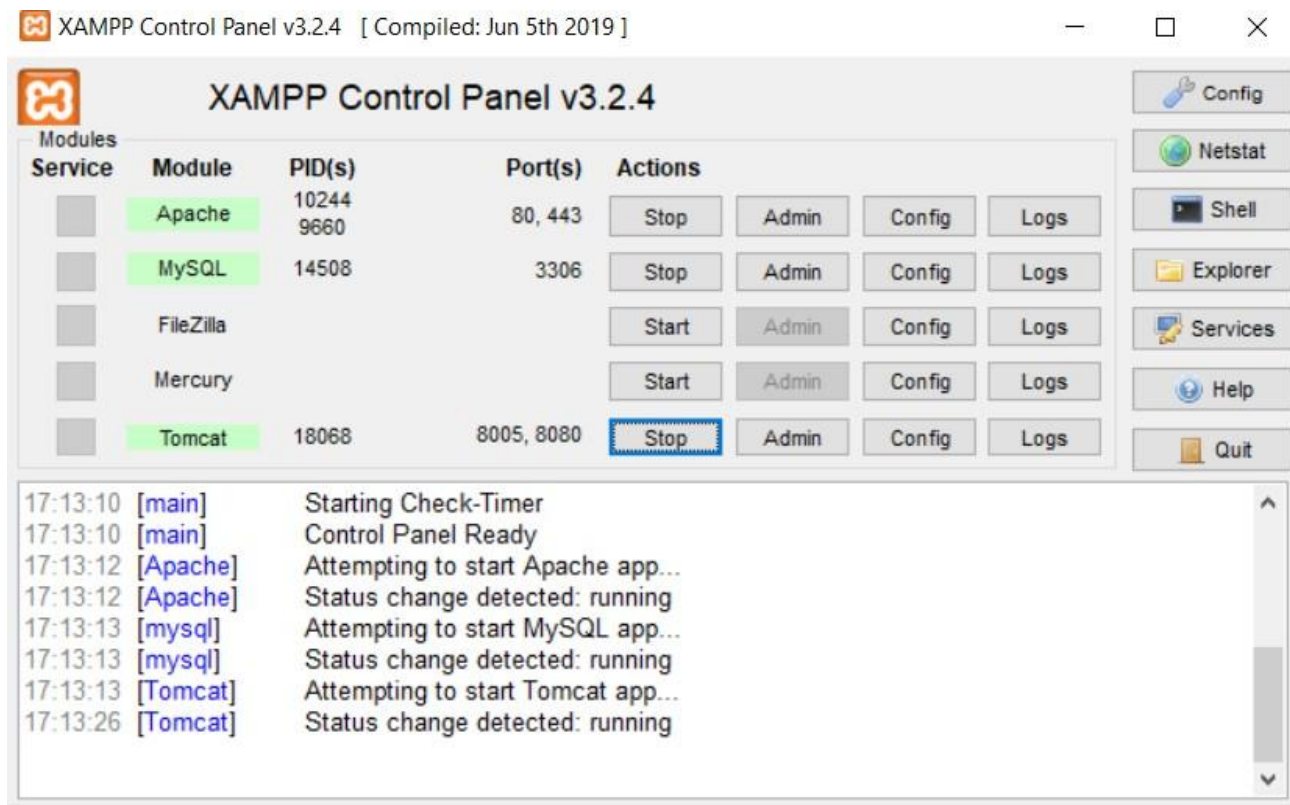 XAMPP Control Panel v3.2.4 [ Compiled: Jun 5th 2019 ]
XAMPP Control Panel v3.2.4
Config
Modules
Service Module PID(s) Port(s) Actions
Netstat
Apache 10244 9660 80, 443 Stop Admin Config Logs
Shell
MySQL 14508 3306 Stop Admin Config Logs
Explorer
FileZilla Start Admin Config Logs
Services
Mercury Start Admin Config Logs
Help
Tomcat 18068 8005, 8080 Stop Admin Config Logs
Quit
17:13:10 [main] Starting Check-Timer
17:13:10 [main] Control Panel Ready
17:13:12 [Apache] Attempting to start Apache app...
17:13:12 [Apache] Status change detected: running
17:13:13 [mysql] Attempting to start MySQL app...
17:13:13 [mysql] Status change detected: running
17:13:13 [Tomcat] Attempting to start Tomcat app...
17:13:26 [Tomcat] Status change detected: running